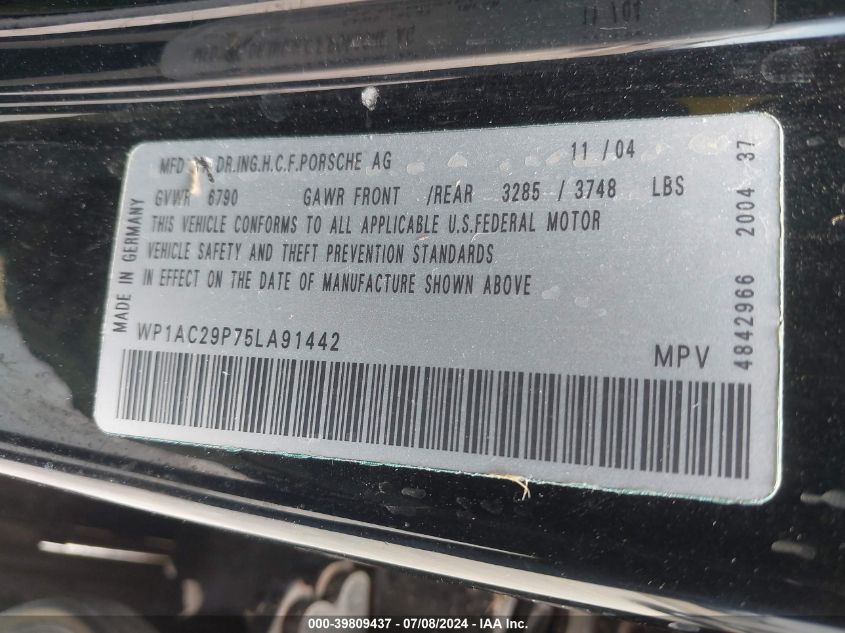 MFD DR.ING.H.C.F.PORSCHE AG 11 /04
GVWR 6790 GAWR FRONT /REAR 3285 / 3748 LBS
THIS VEHICLE CONFORMS TO ALL APPLICABLE U.S.FEDERAL MOTOR
VEHICLE SAFETY AND THEFT PREVENTION STANDARDS
IN EFFECT ON THE DATE OF MANUFACTURE SHOWN ABOVE
WP1AC29P75LA91442
MPV
MADE IN GERMANY
4842966 2004 37
000-39809437 - 07/08/2024 - IAA Inc.